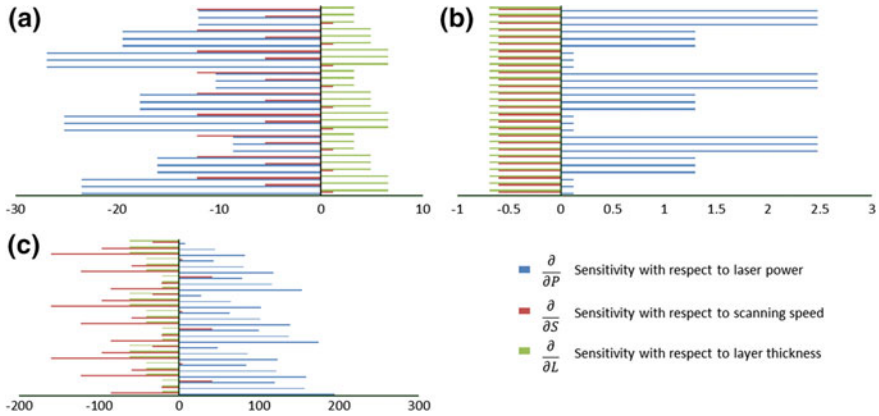 (a)
(b)
-30 -20 -10 0 10
-1 -0.5 0 0.5 1 1.5 2 2.5 3
(c)
∂/∂P Sensitivity with respect to laser power
∂/∂S Sensitivity with respect to scanning speed
∂/∂L Sensitivity with respect to layer thickness
-200 -100 0 100 200 300